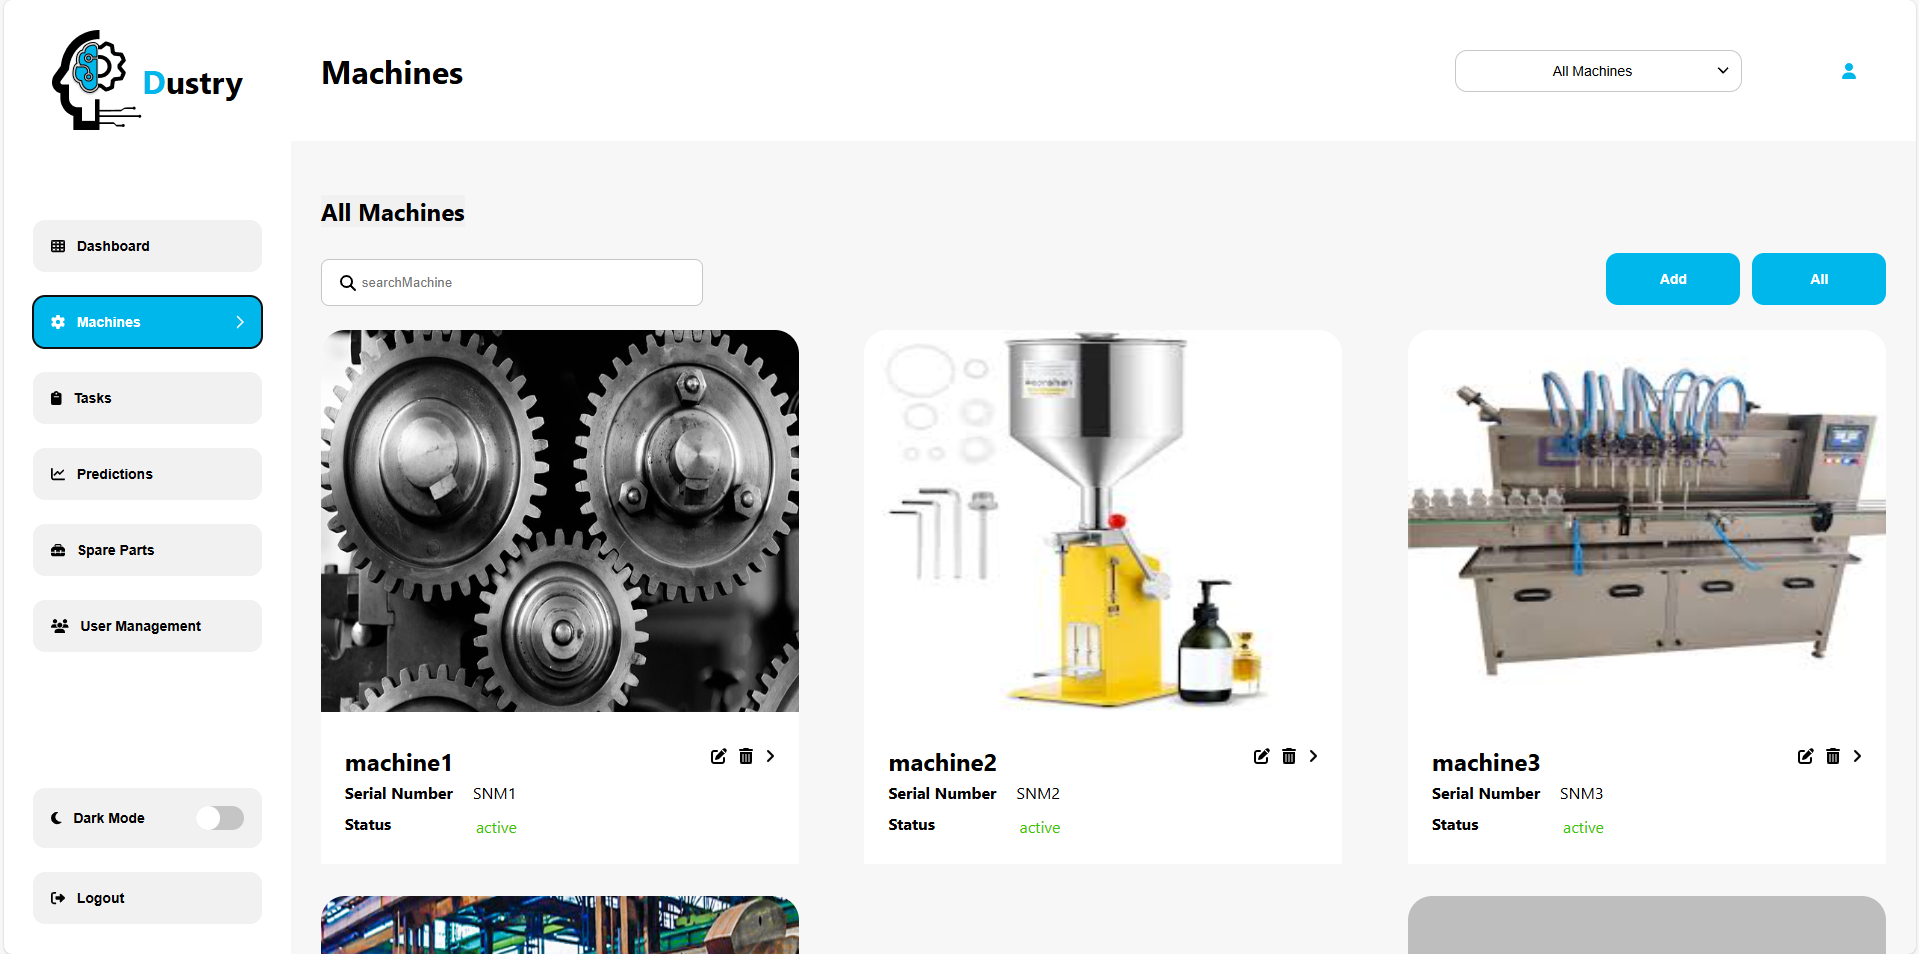 Dustry
Machines
All Machines
Dashboard
Machines
Tasks
Predictions
Spare Parts
User Management
Dark Mode
Logout
All Machines
searchMachine
Add
All
machine1
Serial Number SNM1
Status active
machine2
Serial Number SNM2
Status active
machine3
Serial Number SNM3
Status active